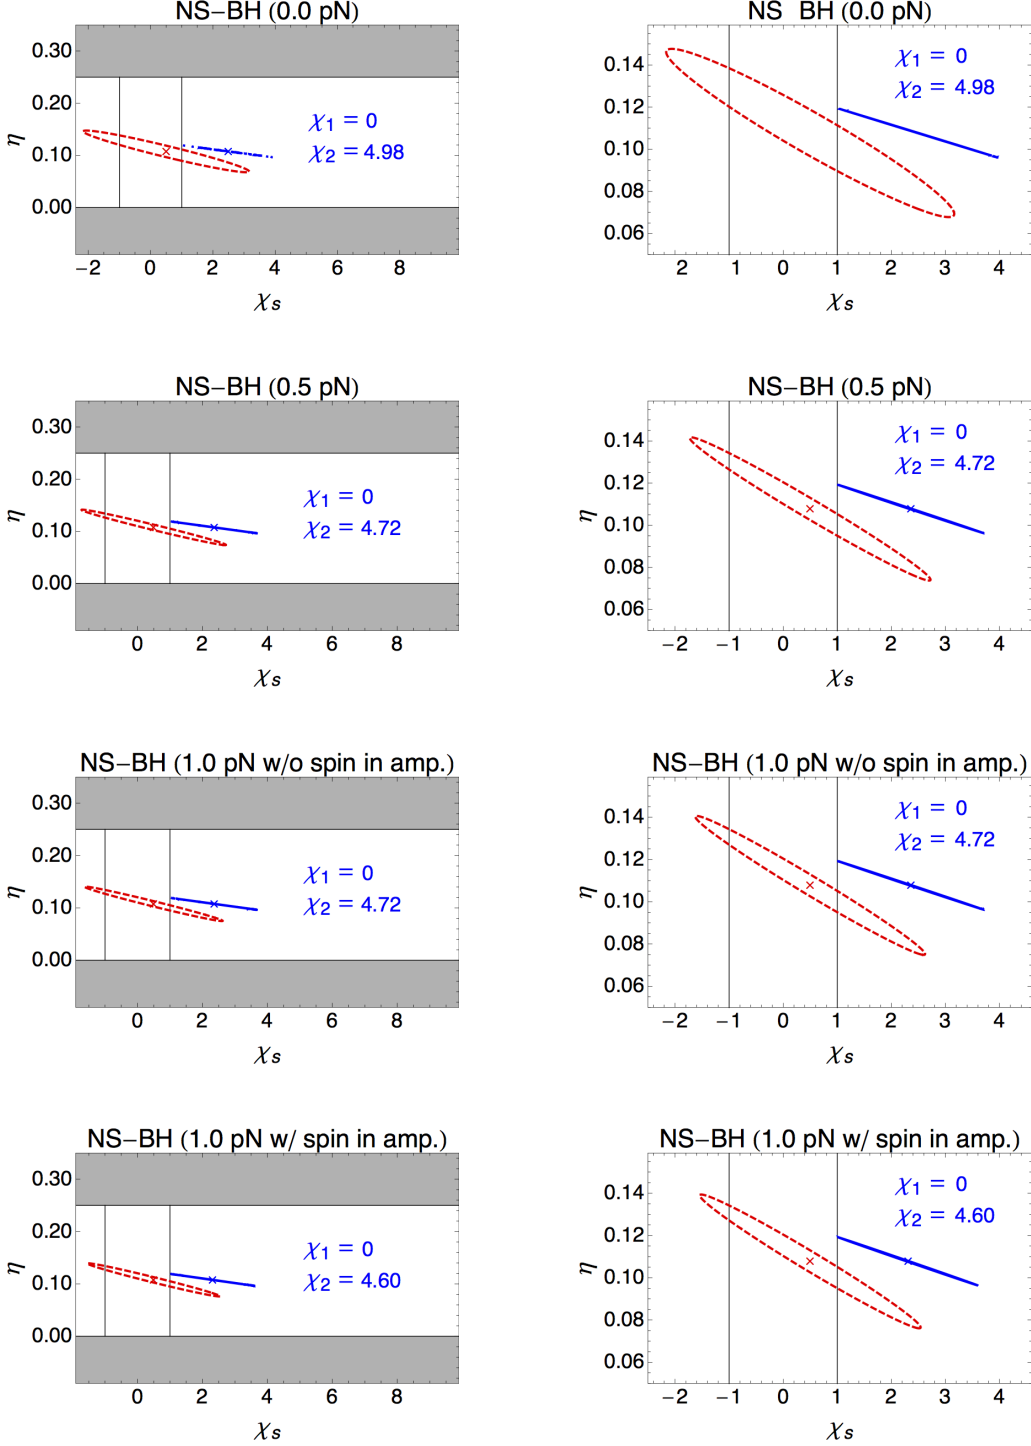 NS−BH (0.0 pN)
0.30
0.20
0.10
0.00
η
χ1 = 0
χ2 = 4.98
−2 0 2 4 6 8
χs
NS BH (0.0 pN)
0.14
0.12
0.10
0.08
0.06
χ1 = 0
χ2 = 4.98
2 1 0 1 2 3 4
χs
NS−BH (0.5 pN)
0.30
0.20
0.10
0.00
η
χ1 = 0
χ2 = 4.72
0 2 4 6 8
χs
NS−BH (0.5 pN)
0.14
0.12
0.10
0.08
0.06
η
χ1 = 0
χ2 = 4.72
−2 −1 0 1 2 3 4
χs
NS−BH (1.0 pN w/o spin in amp.)
0.30
0.20
0.10
0.00
η
χ1 = 0
χ2 = 4.72
0 2 4 6 8
χs
NS−BH (1.0 pN w/o spin in amp.)
0.14
0.12
0.10
0.08
0.06
η
χ1 = 0
χ2 = 4.72
−2 −1 0 1 2 3 4
χs
NS−BH (1.0 pN w/ spin in amp.)
0.30
0.20
0.10
0.00
η
χ1 = 0
χ2 = 4.60
0 2 4 6 8
χs
NS−BH (1.0 pN w/ spin in amp.)
0.14
0.12
0.10
0.08
0.06
η
χ1 = 0
χ2 = 4.60
−2 −1 0 1 2 3 4
χs